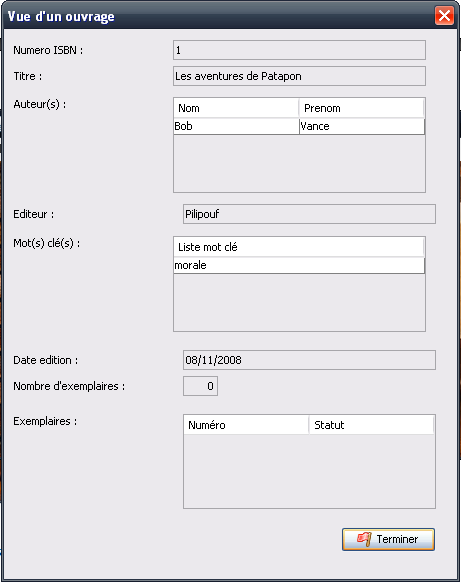 Vue d'un ouvrage
Numero ISBN : 1
Titre : Les aventures de Patapon
Auteur(s) : Nom Prenom
Bob Vance
Editeur : Pilipouf
Mot(s) clé(s) : Liste mot clé
morale
Date edition : 08/11/2008
Nombre d'exemplaires : 0
Exemplaires : Numéro Statut
Terminer